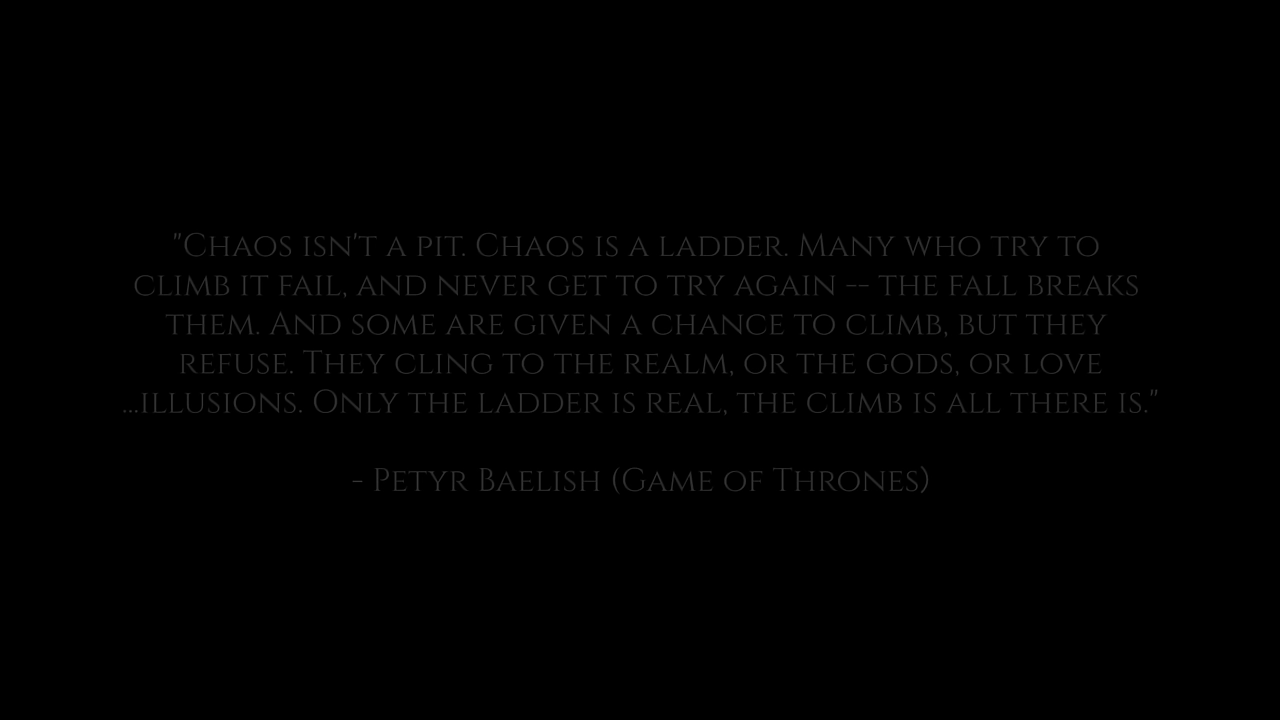 "Chaos isn't a pit. Chaos is a ladder. Many who try to
climb it fail, and never get to try again -- the fall breaks
them. And some are given a chance to climb, but they
refuse. They cling to the realm, or the gods, or love
...illusions. Only the ladder is real, the climb is all there is."
- Petyr Baelish (Game of Thrones)